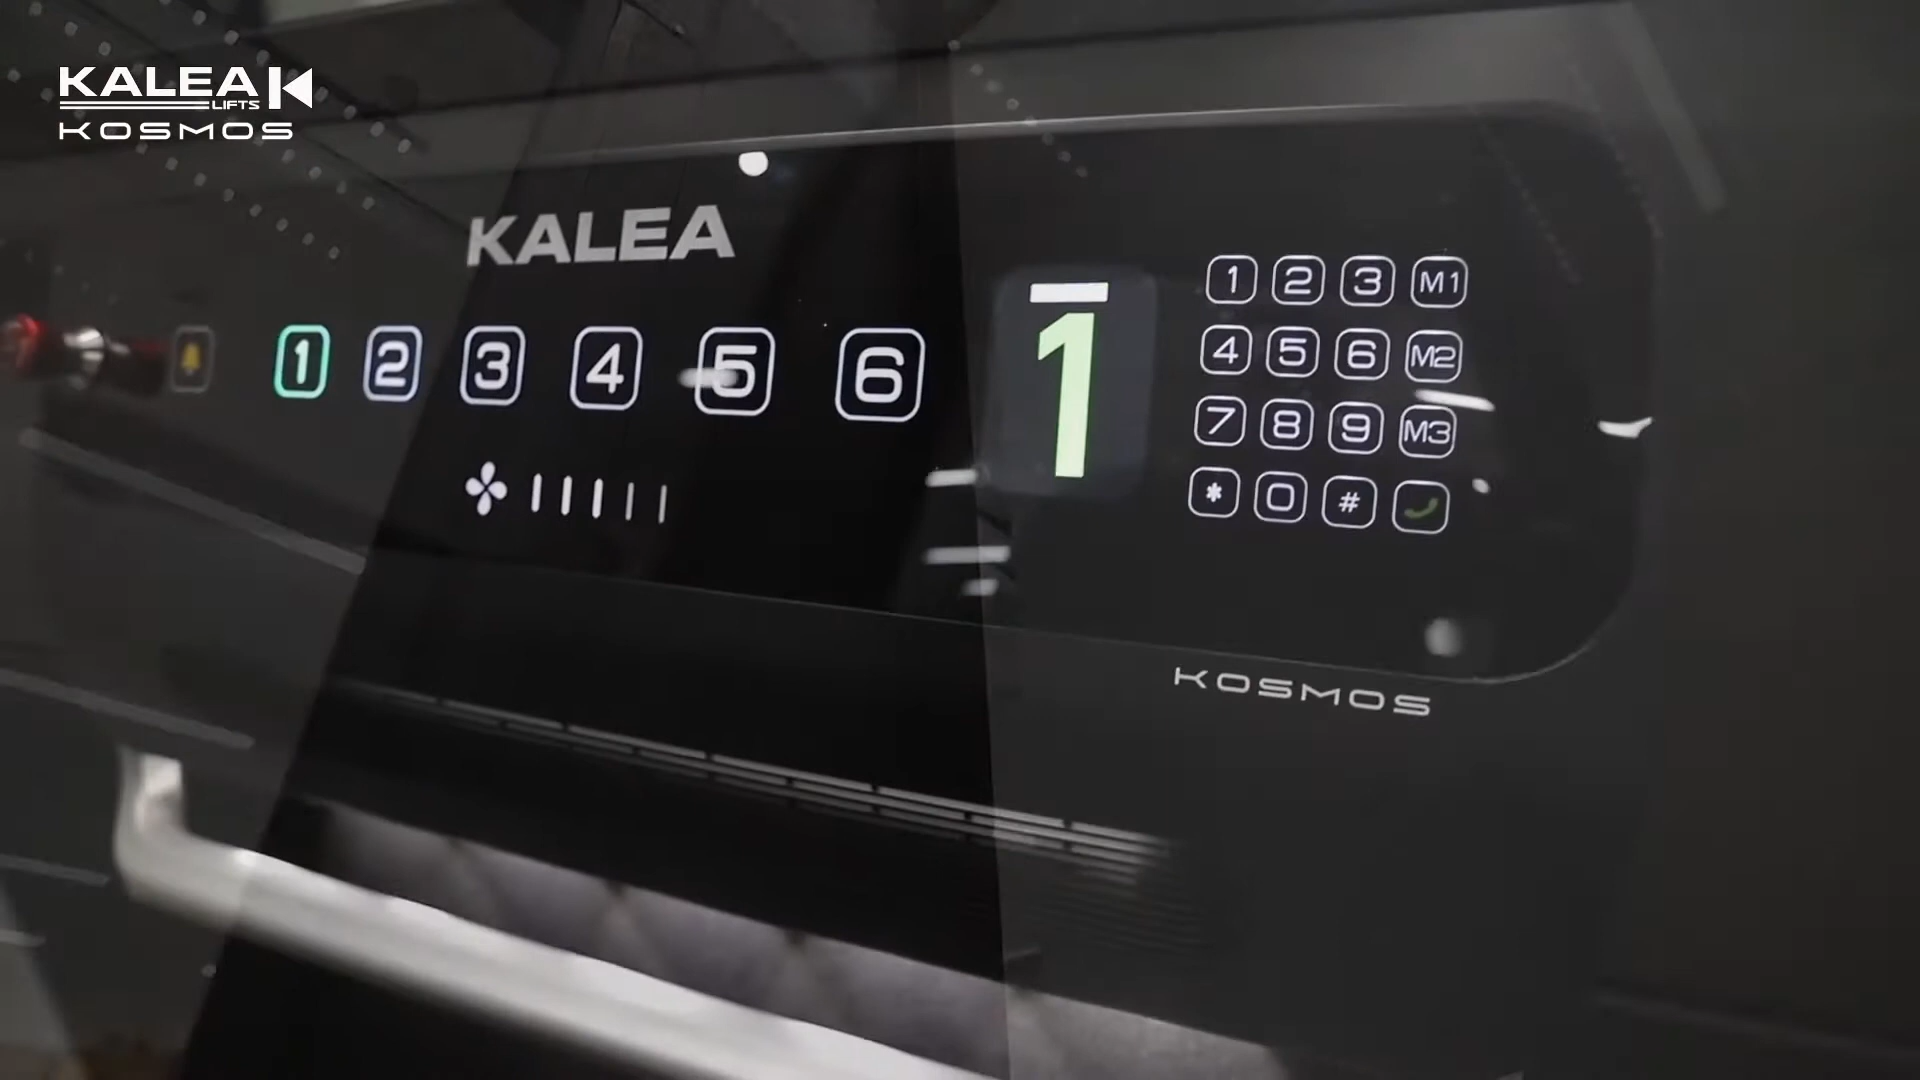 KALEA
LIFTS
KOSMOS
KALEA
1 2 3 4 5 6
1
1 2 3 M1
4 5 6 M2
7 8 9 M3
* 0 #
KOSMOS